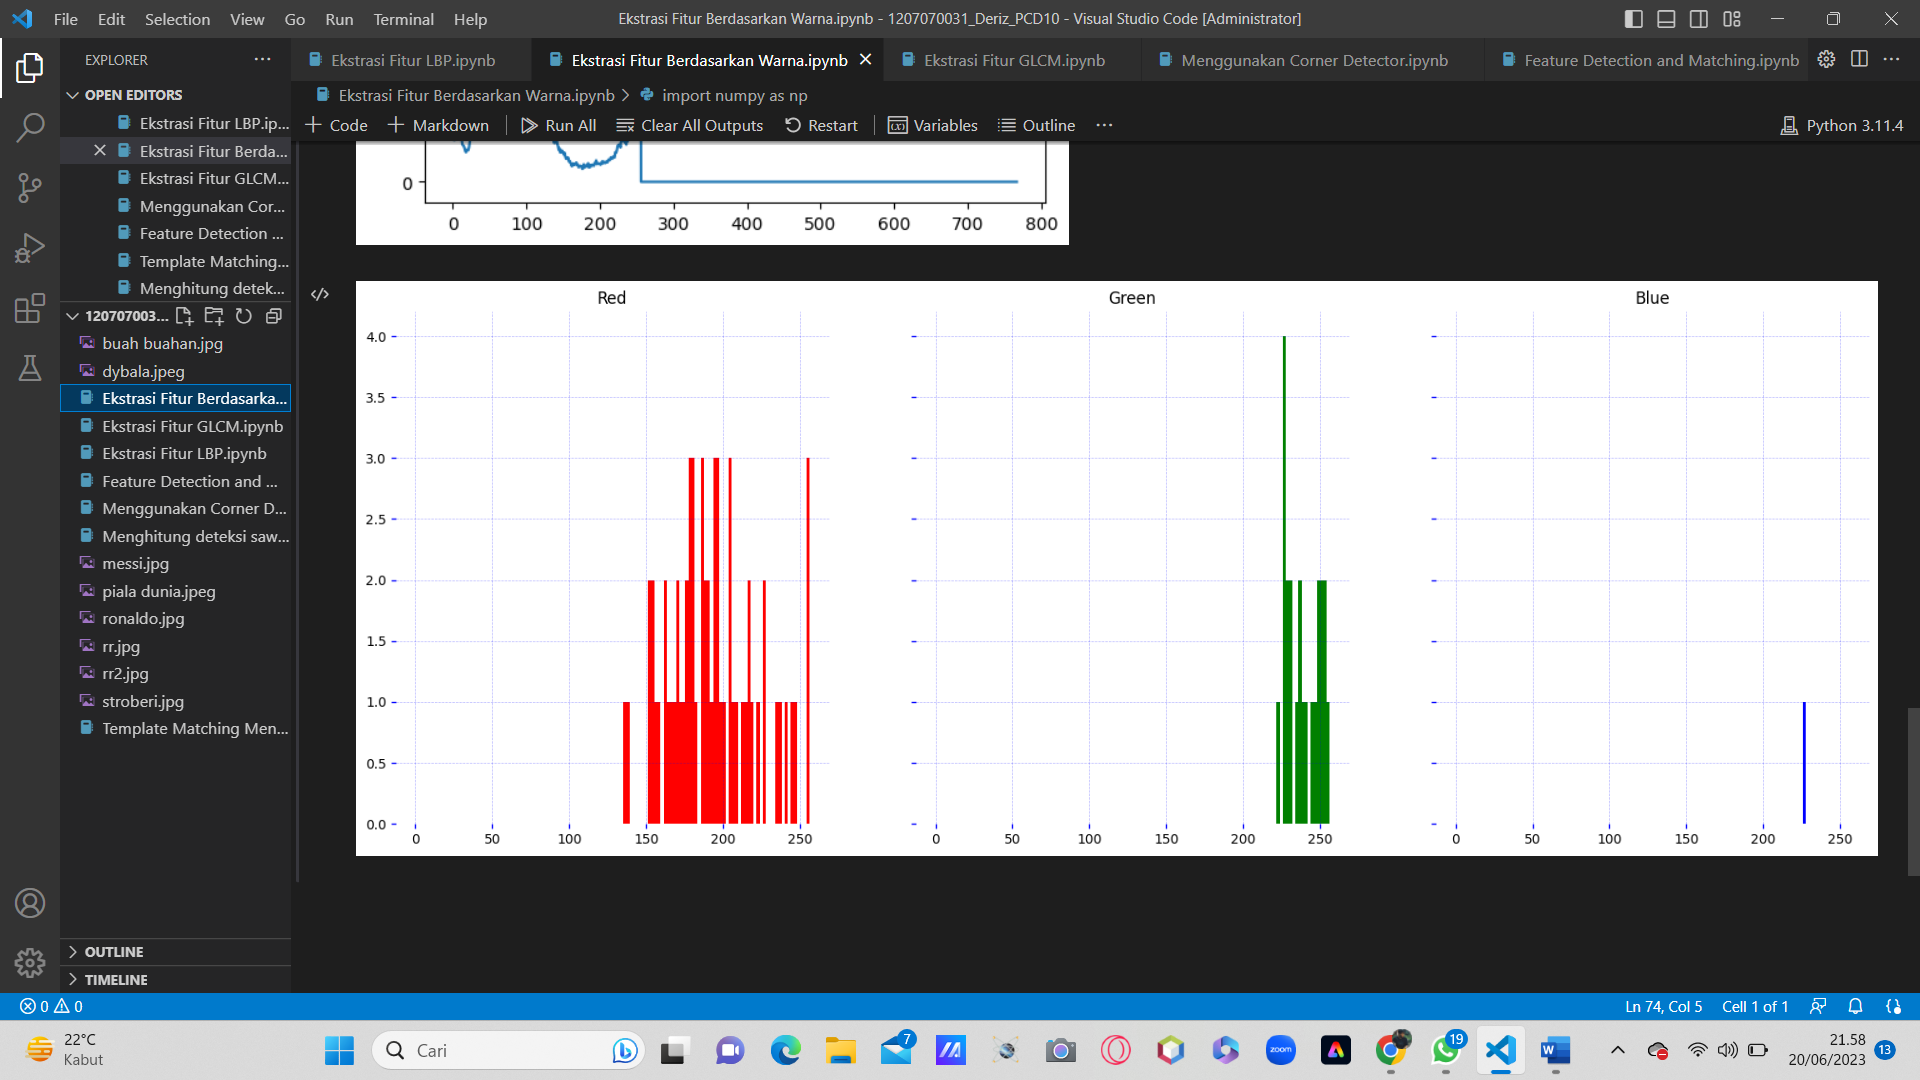 File Edit Selection View Go Run Terminal Help
Ekstrasi Fitur Berdasarkan Warna.ipynb - 1207070031_Deriz_PCD10 - Visual Studio Code [Administrator]
EXPLORER
Ekstrasi Fitur LBP.ipynb
Ekstrasi Fitur Berdasarkan Warna.ipynb
Ekstrasi Fitur GLCM.ipynb
Menggunakan Corner Detector.ipynb
Feature Detection and Matching.ipynb
OPEN EDITORS
Ekstrasi Fitur LBP.ip...
Ekstrasi Fitur Berda...
Ekstrasi Fitur GLCM...
Menggunakan Cor...
Feature Detection ...
Template Matching...
Menghitung detek...
120707003...
buah buahan.jpg
dybala.jpeg
Ekstrasi Fitur Berdasarka...
Ekstrasi Fitur GLCM.ipynb
Ekstrasi Fitur LBP.ipynb
Feature Detection and ...
Menggunakan Corner D...
Menghitung deteksi saw...
messi.jpg
piala dunia.jpeg
ronaldo.jpg
rr.jpg
rr2.jpg
stroberi.jpg
Template Matching Men...
OUTLINE
TIMELINE
Ekstrasi Fitur Berdasarkan Warna.ipynb > import numpy as np
+ Code + Markdown Run All Clear All Outputs Restart Variables Outline ...
Python 3.11.4
0
0 100 200 300 400 500 600 700 800
Red Green Blue
4.0
3.5
3.0
2.5
2.0
1.5
1.0
0.5
0.0
0 50 100 150 200 250
0 50 100 150 200 250
0 50 100 150 200 250
0 0
Ln 74, Col 5 Cell 1 of 1
22°C
Kabut
Cari
7
zoom
19
W
21.58
20/06/2023
13